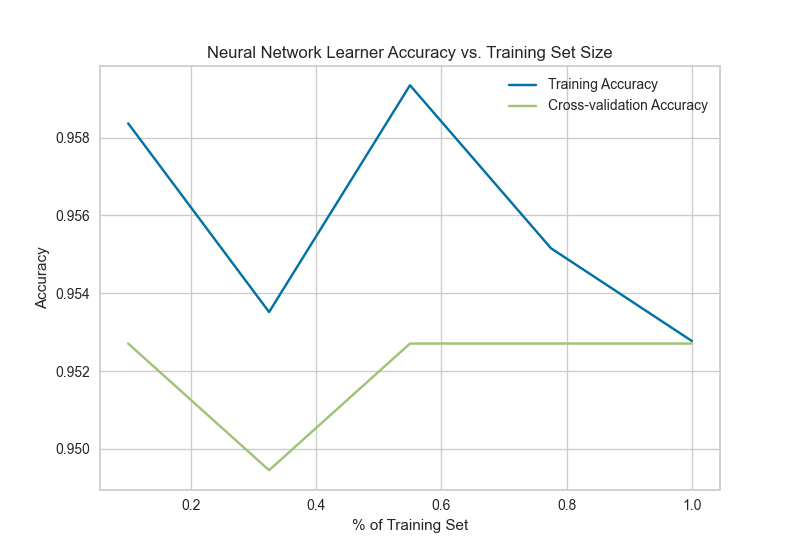 Neural Network Learner Accuracy vs. Training Set Size
Training Accuracy
Cross-validation Accuracy
0.958
0.956
0.954
0.952
0.950
Accuracy
0.2 0.4 0.6 0.8 1.0
% of Training Set